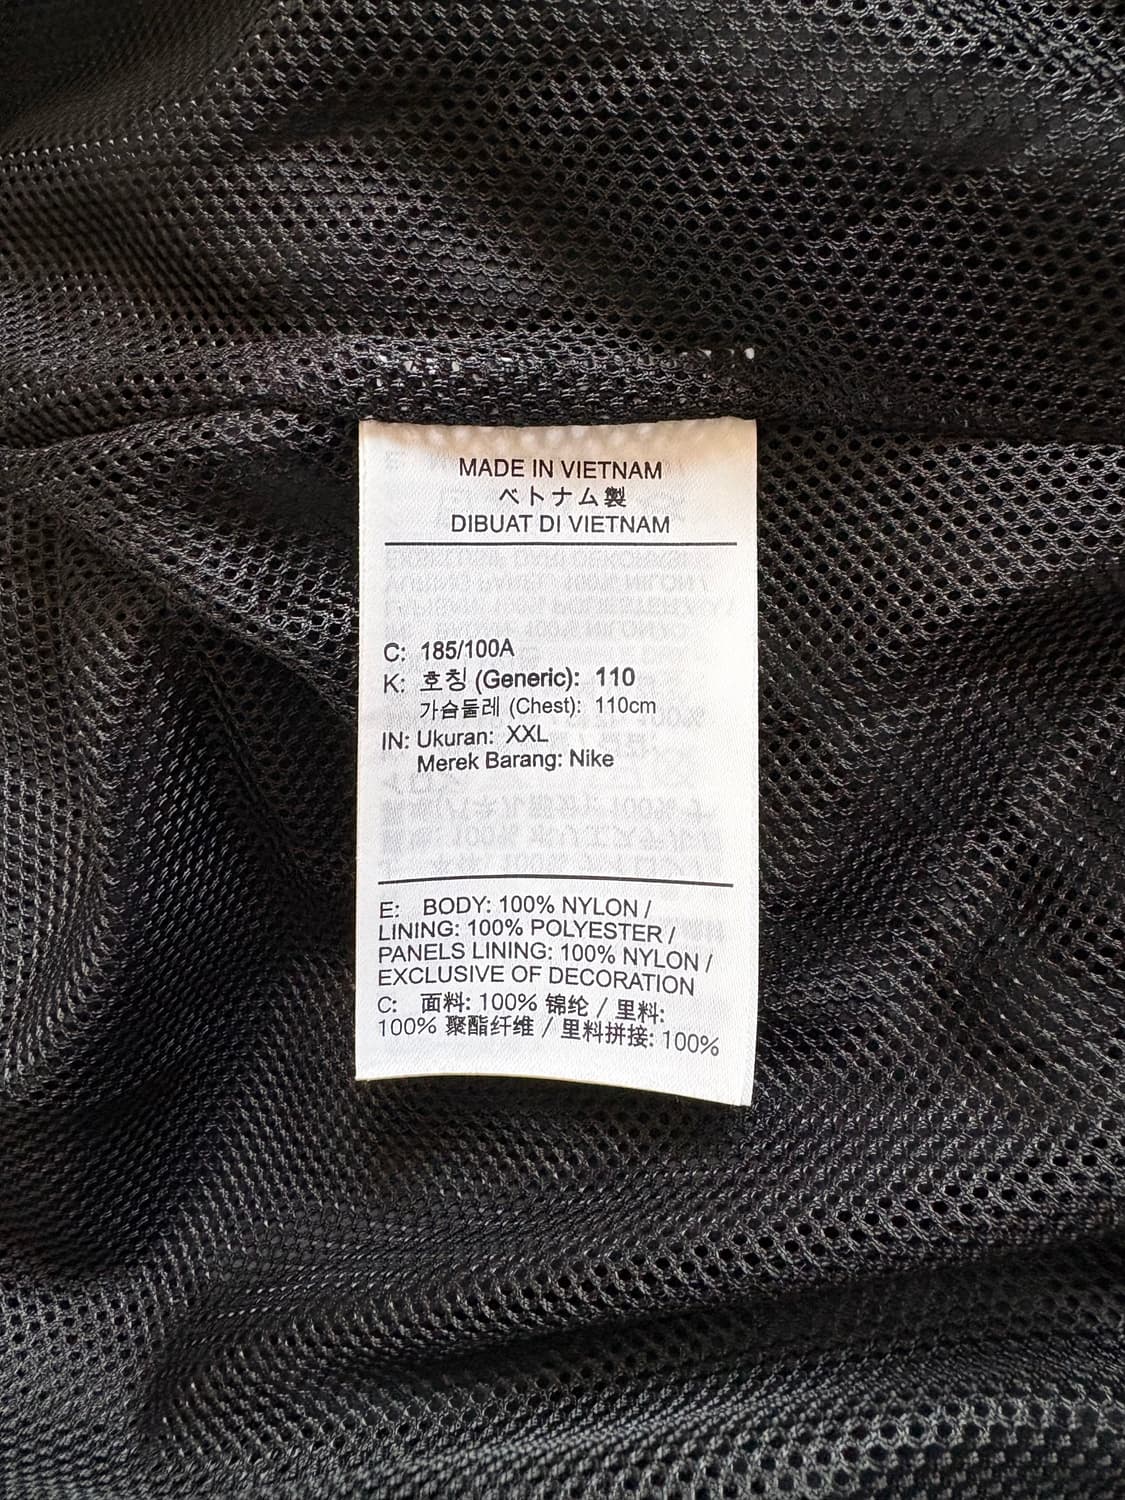 MADE IN VIETNAM
ベトナム製
DIBUAT DI VIETNAM
C: 185/100A
K: 호칭 (Generic): 110
가슴둘레 (Chest): 110cm
IN: Ukuran: XXL
Merek Barang: Nike
E: BODY: 100% NYLON /
LINING: 100% POLYESTER /
PANELS LINING: 100% NYLON /
EXCLUSIVE OF DECORATION
C: 面料: 100% 锦纶 / 里料:
100% 聚酯纤维 / 里料拼接: 100%